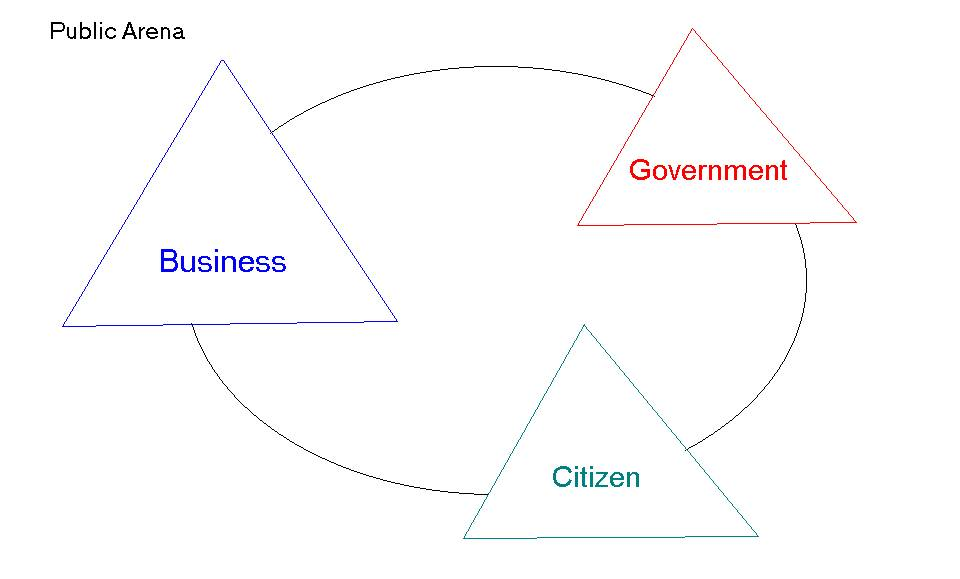 Public Arena
Government
Business
Citizen